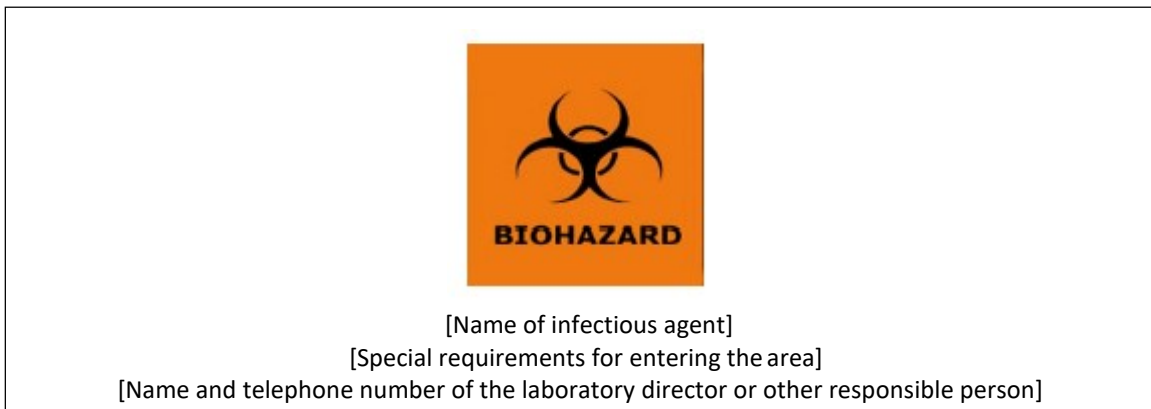 BIOHAZARD
[Name of infectious agent]
[Special requirements for entering the area]
[Name and telephone number of the laboratory director or other responsible person]